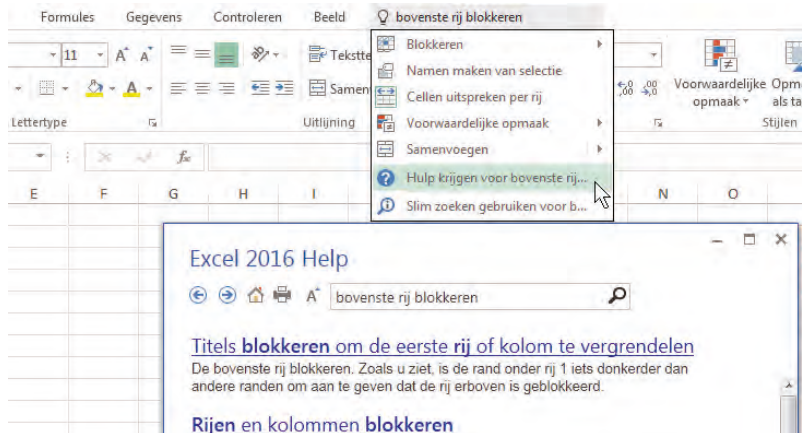 Formules Gegevens Controleren Beeld bovenste rij blokkeren
11 A A Tekstte
Blokkeren
Namen maken van selectie
Cellen uitspreken per rij
Voorwaardelijke opmaak
Samenvoegen
Hulp krijgen voor bovenste rij...
Slim zoeken gebruiken voor b...
A Samen
,00 Voorwaardelijke Opm
opmaak als ta
Lettertype Uitlijning Stijlen
fx
E F G H I N O
Excel 2016 Help
A bovenste rij blokkeren
Titels blokkeren om de eerste rij of kolom te vergrendelen
De bovenste rij blokkeren. Zoals u ziet, is de rand onder rij 1 iets donkerder dan
andere randen om aan te geven dat de rij erboven is geblokkeerd.
Rijen en kolommen blokkeren